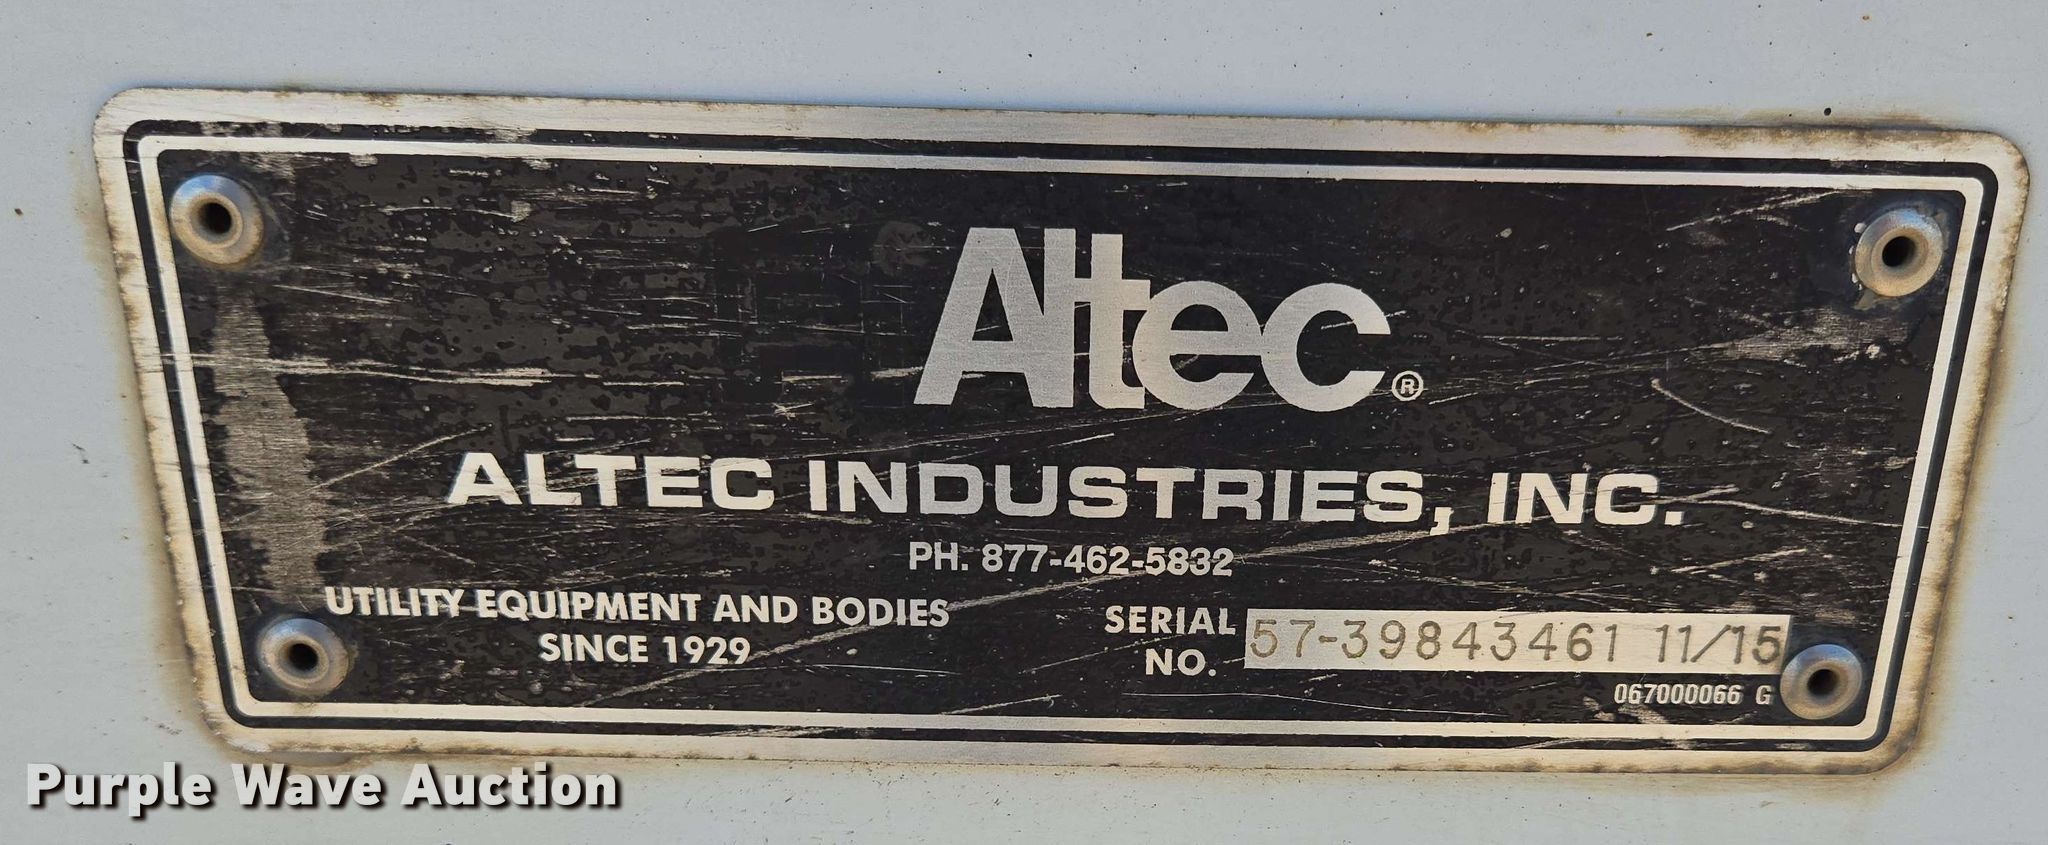 Altec®
ALTEC INDUSTRIES, INC.
PH. 877-462-5832
UTILITY EQUIPMENT AND BODIES
SINCE 1929
SERIAL
NO.
57-39843461 11/15
067000066 G
Purple Wave Auction